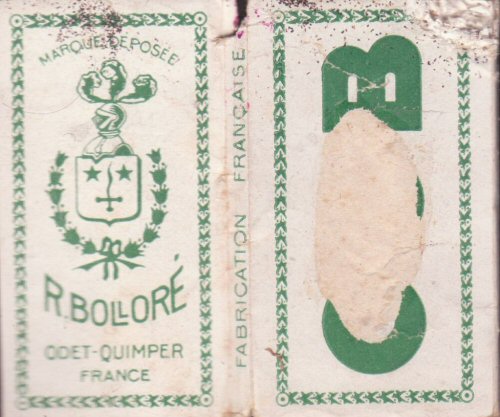 MARQUE DÉPOSÉE
R. BOLLORÉ
ODET-QUIMPER
FRANCE
FABRICATION FRANÇAISE